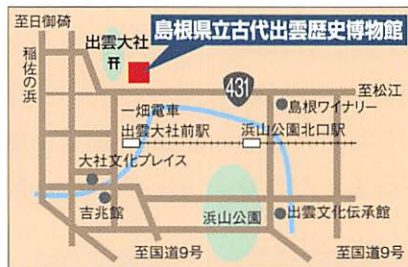 至日御碕
島根県立古代出雲歴史博物館
出雲大社
稲佐の浜
431
至松江
一畑電車
島根ワイナリー
出雲大社前駅
浜山公園北口駅
大社文化プレイス
吉兆館
浜山公園
出雲文化伝承館
至国道9号
至国道9号